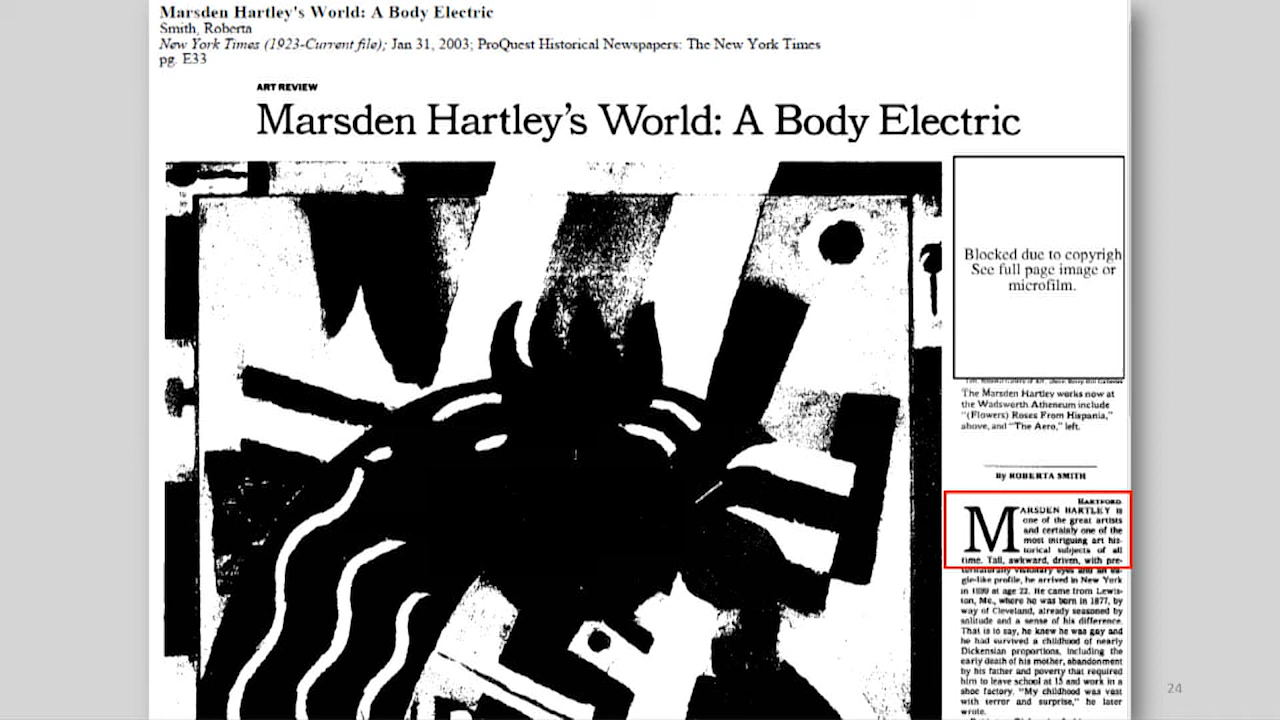 Marsden Hartley's World: A Body Electric
Smith, Roberta
New York Times (1923-Current file); Jan 31, 2003; ProQuest Historical Newspapers: The New York Times
pg. E33
ART REVIEW
Marsden Hartley's World: A Body Electric
Blocked due to copyrigh
See full page image or
microfilm.
The Marsden Hartley works now at
the Wadsworth Atheneum include
"(Flowers) Roses From Hispania,"
above, and "The Aero," left.
By ROBERTA SMITH
HARTFORD
MARSDEN HARTLEY is
one of the great artists
and certainly one of the
most intriguing art his-
torical subjects of all
time. Tall, awkward, driven, with pre-
ternaturally visionary eyes and an ea-
gle-like profile, he arrived in New York
in 1899 at age 22. He came from Lewis-
ton, Me., where he was born in 1877, by
way of Cleveland, already seasoned by
solitude and a sense of his difference.
That is to say, he knew he was gay and
he had survived a childhood of nearly
Dickensian proportions, including the
early death of his mother, abandonment
by his father and poverty that required
him to leave school at 15 and work in a
shoe factory. "My childhood was vast
with terror and surprise," he later
wrote.
24